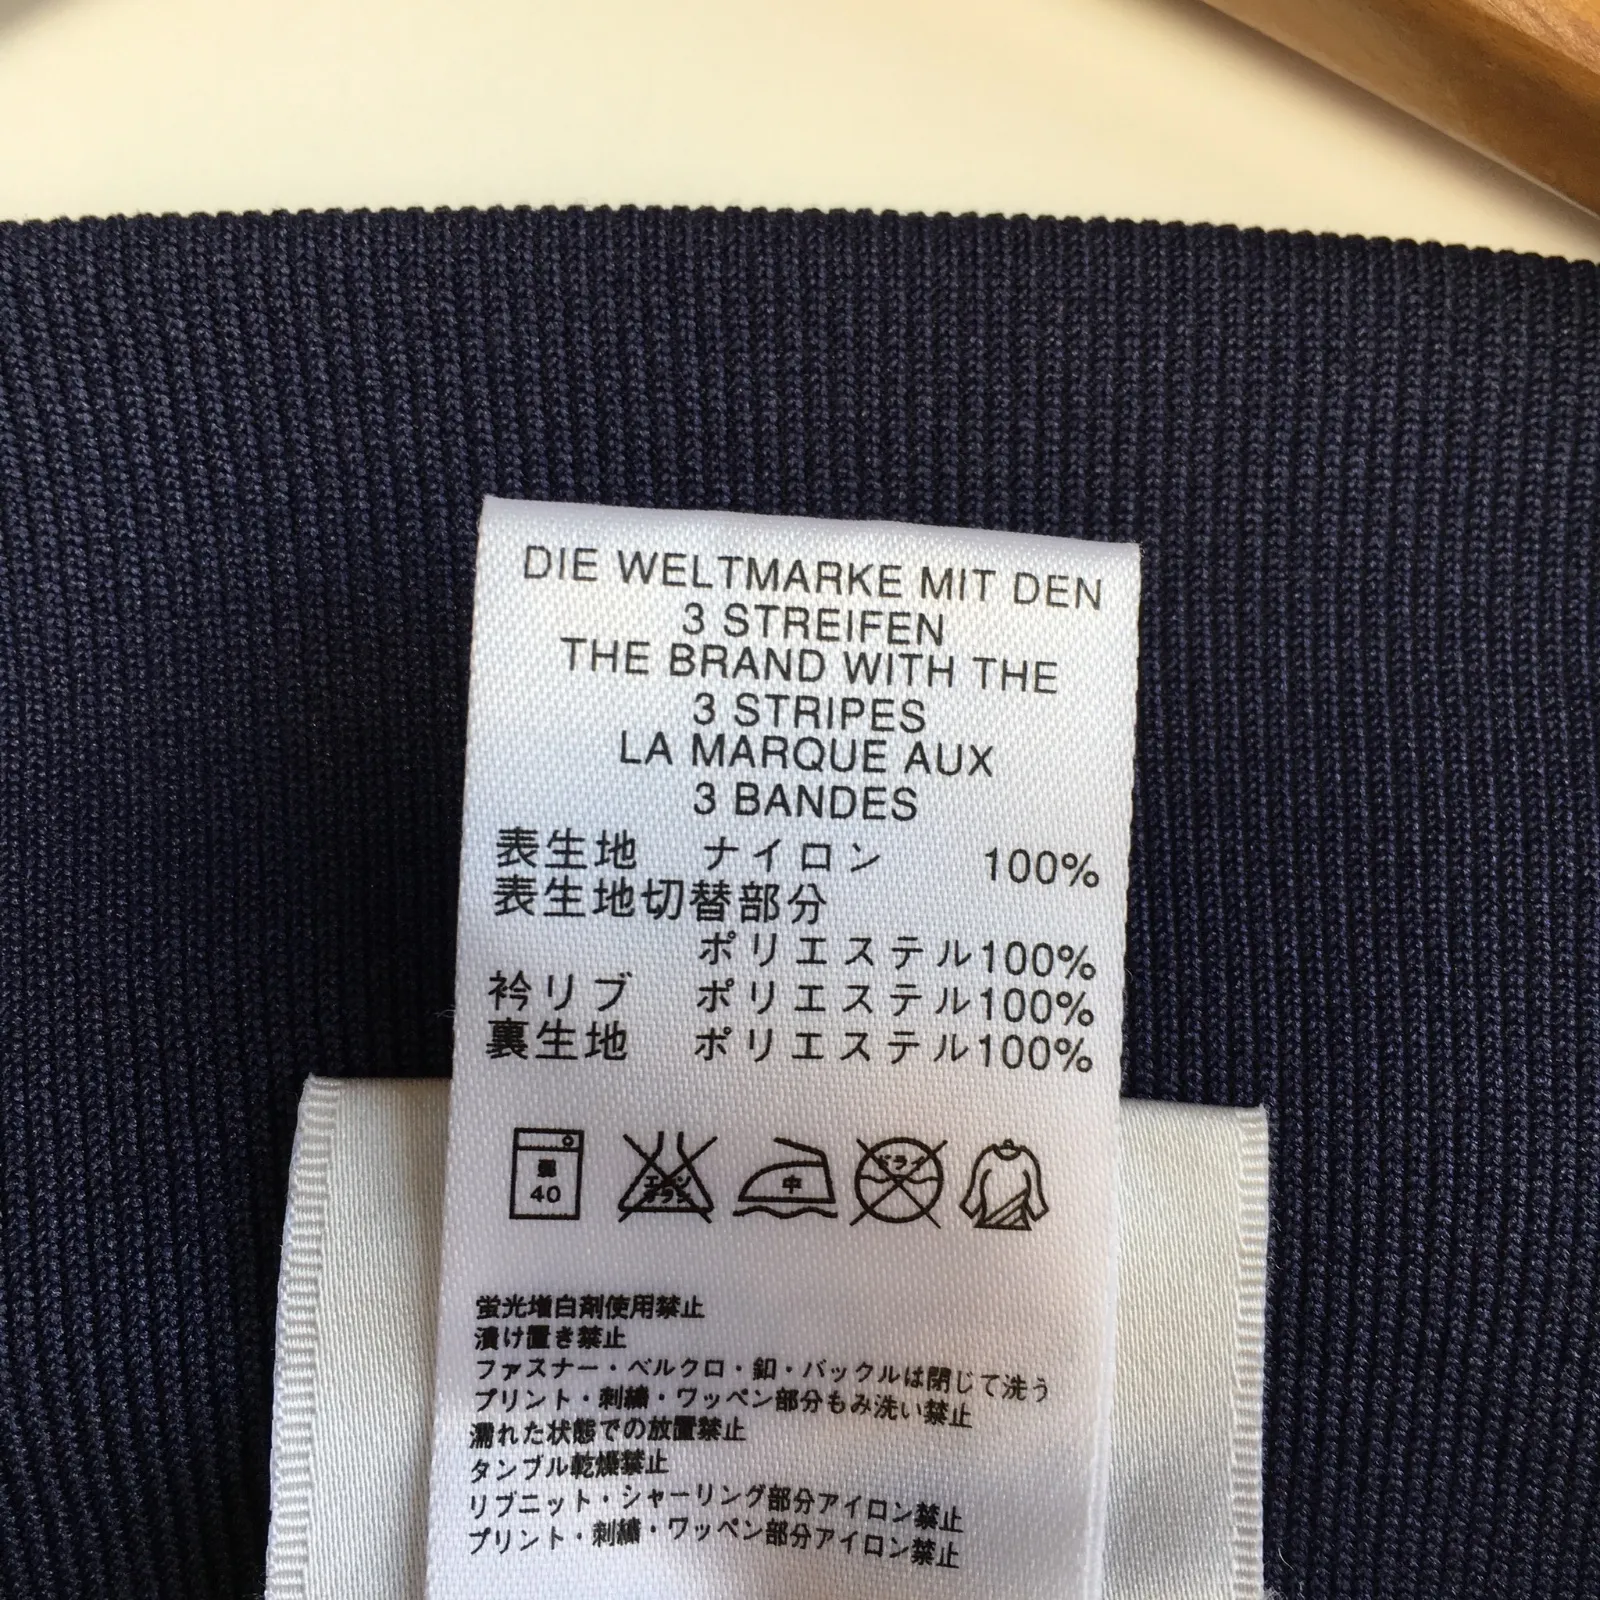 DIE WELTMARKE MIT DEN
3 STREIFEN
THE BRAND WITH THE
3 STRIPES
LA MARQUE AUX
3 BANDES
表生地 ナイロン 100%
表生地切替部分
ポリエステル100%
衿リブ ポリエステル100%
裏生地 ポリエステル100%
40
エンソ
サラシ
中
ドライ
蛍光増白剤使用禁止
漬け置き禁止
ファスナー・ベルクロ・釦・バックルは閉じて洗う
プリント・刺繍・ワッペン部分もみ洗い禁止
濡れた状態での放置禁止
タンブル乾燥禁止
リブニット・シャーリング部分アイロン禁止
プリント・刺繍・ワッペン部分アイロン禁止